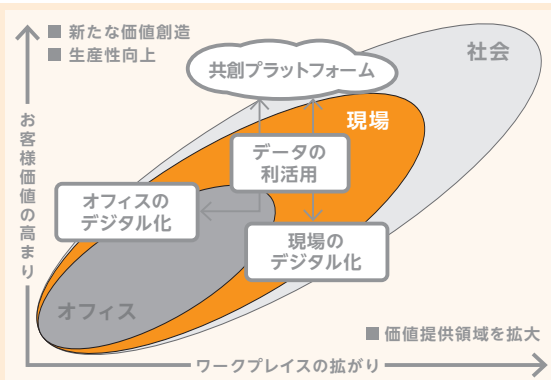 ■ 新たな価値創造
■ 生産性向上
社会
共創プラットフォーム
現場
お客様価値の高まり
データの
利活用
オフィスの
デジタル化
現場の
デジタル化
オフィス
■ 価値提供領域を拡大
ワークプレイスの拡がり